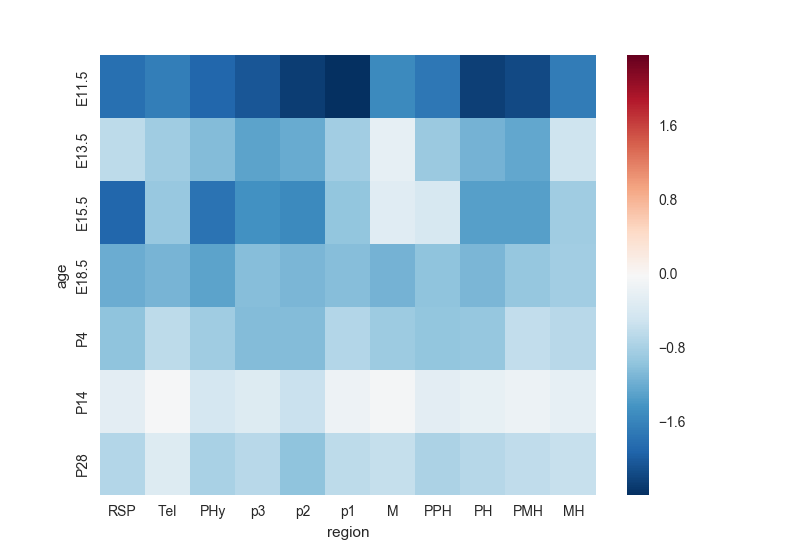 E11.5
E13.5
E15.5
E18.5
P4
P14
P28
age
RSP Tel PHy p3 p2 p1 M PPH PH PMH MH
region
1.6
0.8
0.0
−0.8
−1.6